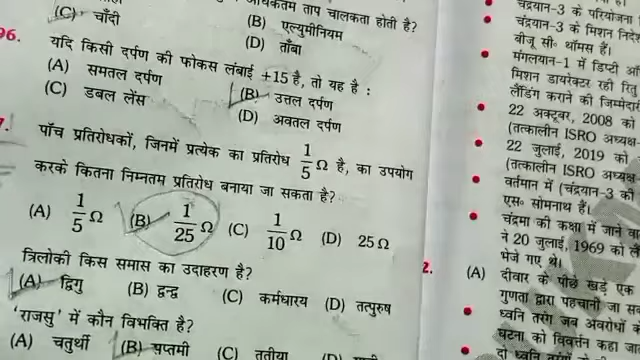 ताप चालकता होती है?
(C) चाँदी
(B) एल्युमीनियम
(D) ताँबा
96.
यदि किसी दर्पण की फोकस लंबाई +15 है, तो यह है :
(A) समतल दर्पण
(B) उत्तल दर्पण
(C) डबल लेंस
(D) अवतल दर्पण
पाँच प्रतिरोधकों, जिनमें प्रत्येक का प्रतिरोध 1/5 Ω है, का उपयोग
करके कितना निम्नतम प्रतिरोध बनाया जा सकता है?
(A) 1/5 Ω (B) 1/25 Ω (C) 1/10 Ω (D) 25 Ω
त्रिलोकी किस समास का उदाहरण है?
(A) द्विगु (B) द्वन्द्व (C) कर्मधारय (D) तत्पुरुष
'राजसु' में कौन विभक्ति है?
(A) चतुर्थी (B) सप्तमी (C) तृतीया (D)
चंद्रयान-3 के परियोजना
चंद्रयान-3 के मिशन
बीजू सी० थॉमस हैं।
मंगलयान-1 में डिप्टी
मिशन डायरेक्टर रही रितु
लैंडिंग कराने की
22 अक्टूबर, 2008 को
(तत्कालीन ISRO अध्यक्ष-
22 जुलाई, 2019 को
(तत्कालीन ISRO अध्यक्ष-
वर्तमान में (चंद्रयान-3 की
एस० सोमनाथ हैं।
चंद्रमा की कक्षा में जाने
ने 20 जुलाई, 1969 को
भेजे गए थे।
2.
(A) दीवार के पीछे खड़े एक
गुणता द्वारा पहचानी जा
ध्वनि तरंग जब अवरोधों
घटना को विवर्तन कहा